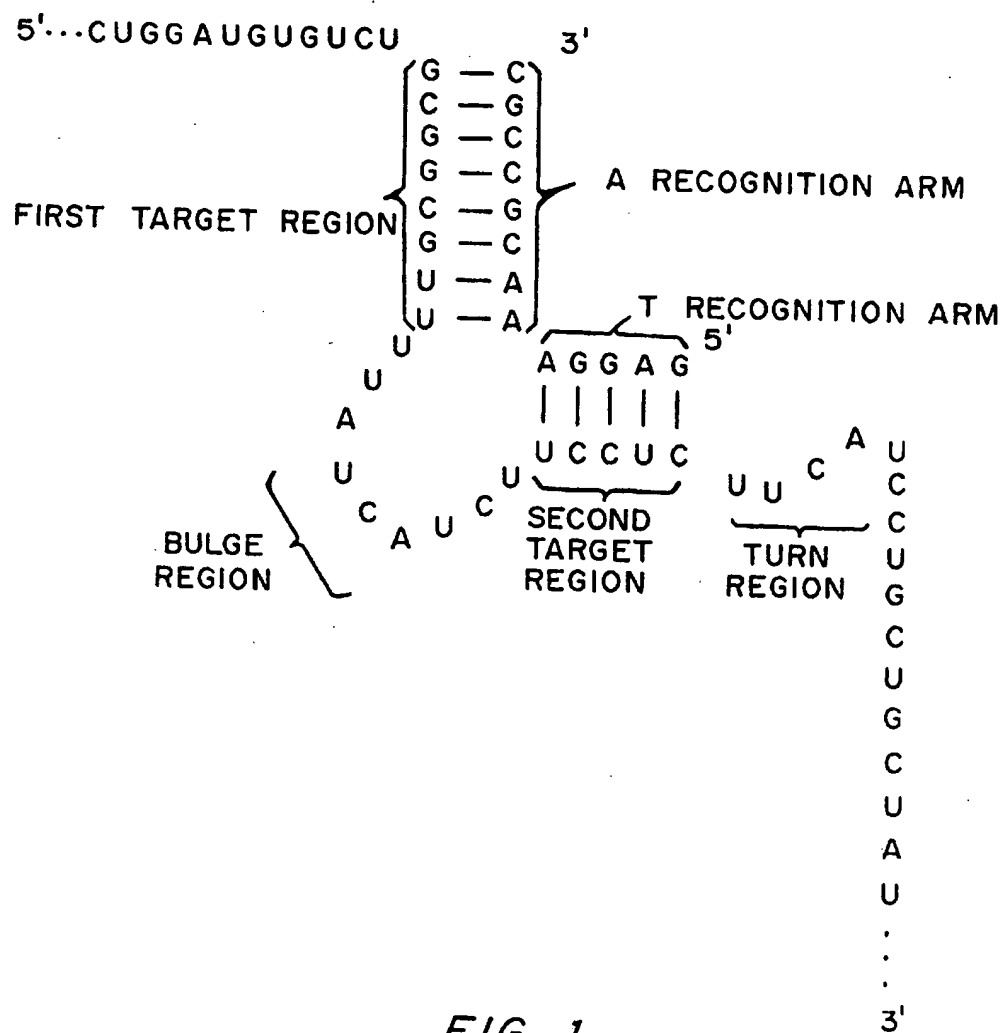 5'...CUGGAUGUGUCU
3'
G — C
C — G
G — C
G — C
C — G
G — C
U — A
U — A
FIRST TARGET REGION
A RECOGNITION ARM
T RECOGNITION ARM
5'
A G G A G
U C C U C
U
U
A
U
C
A
U
C
U
BULGE
REGION
SECOND
TARGET
REGION
U U C A
TURN
REGION
U
C
C
U
G
C
U
G
C
U
A
U
.
.
.
3'
FIG. 1